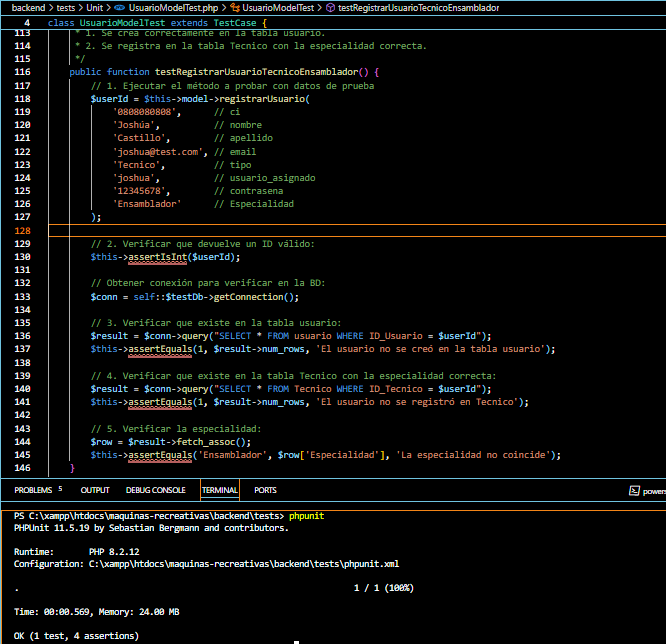 backend > tests > Unit > UsuarioModelTest.php > UsuarioModelTest > testRegistrarUsuarioTecnicoEnsamblador
4 class UsuarioModelTest extends TestCase {
113 * 1. Se crea correctamente en la tabla usuario.
114 * 2. Se registra en la tabla Tecnico con la especialidad correcta.
115 */
116 public function testRegistrarUsuarioTecnicoEnsamblador() {
117 // 1. Ejecutar el método a probar con datos de prueba
118 $userId = $this->model->registrarUsuario(
119 '0808080808', // ci
120 'Joshúa', // nombre
121 'Castillo', // apellido
122 'joshua@test.com', // email
123 'Tecnico', // tipo
124 'joshua', // usuario_asignado
125 '12345678', // contrasena
126 'Ensamblador' // Especialidad
127 );
128
129 // 2. Verificar que devuelve un ID válido:
130 $this->assertIsInt($userId);
131
132 // Obtener conexión para verificar en la BD:
133 $conn = self::$testDb->getConnection();
134
135 // 3. Verificar que existe en la tabla usuario:
136 $result = $conn->query("SELECT * FROM usuario WHERE ID_Usuario = $userId");
137 $this->assertEquals(1, $result->num_rows, 'El usuario no se creó en la tabla usuario');
138
139 // 4. Verificar que existe en la tabla Tecnico con la especialidad correcta:
140 $result = $conn->query("SELECT * FROM Tecnico WHERE ID_Tecnico = $userId");
141 $this->assertEquals(1, $result->num_rows, 'El usuario no se registró en Tecnico');
142
143 // 5. Verificar la especialidad:
144 $row = $result->fetch_assoc();
145 $this->assertEquals('Ensamblador', $row['Especialidad'], 'La especialidad no coincide');
146 }
PROBLEMS 5 OUTPUT DEBUG CONSOLE TERMINAL PORTS powers
PS C:\xampp\htdocs\maquinas-recreativas\backend\tests> phpunit
PHPUnit 11.5.19 by Sebastian Bergmann and contributors.
Runtime: PHP 8.2.12
Configuration: C:\xampp\htdocs\maquinas-recreativas\backend\tests\phpunit.xml
. 1 / 1 (100%)
Time: 00:00.569, Memory: 24.00 MB
OK (1 test, 4 assertions)